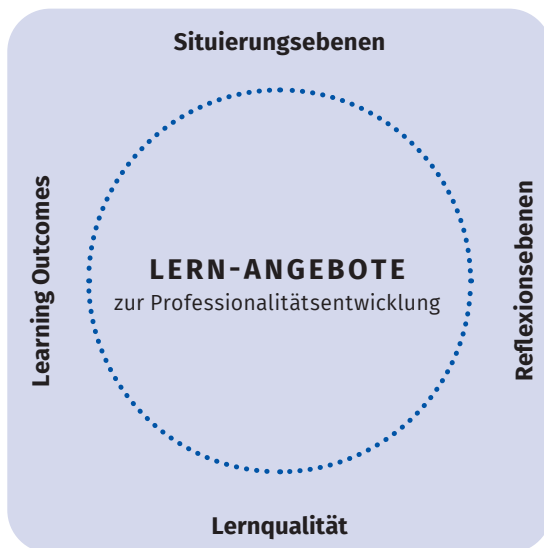 Situierungsebenen
Learning Outcomes
LERN-ANGEBOTE
zur Professionalitätsentwicklung
Reflexionsebenen
Lernqualität